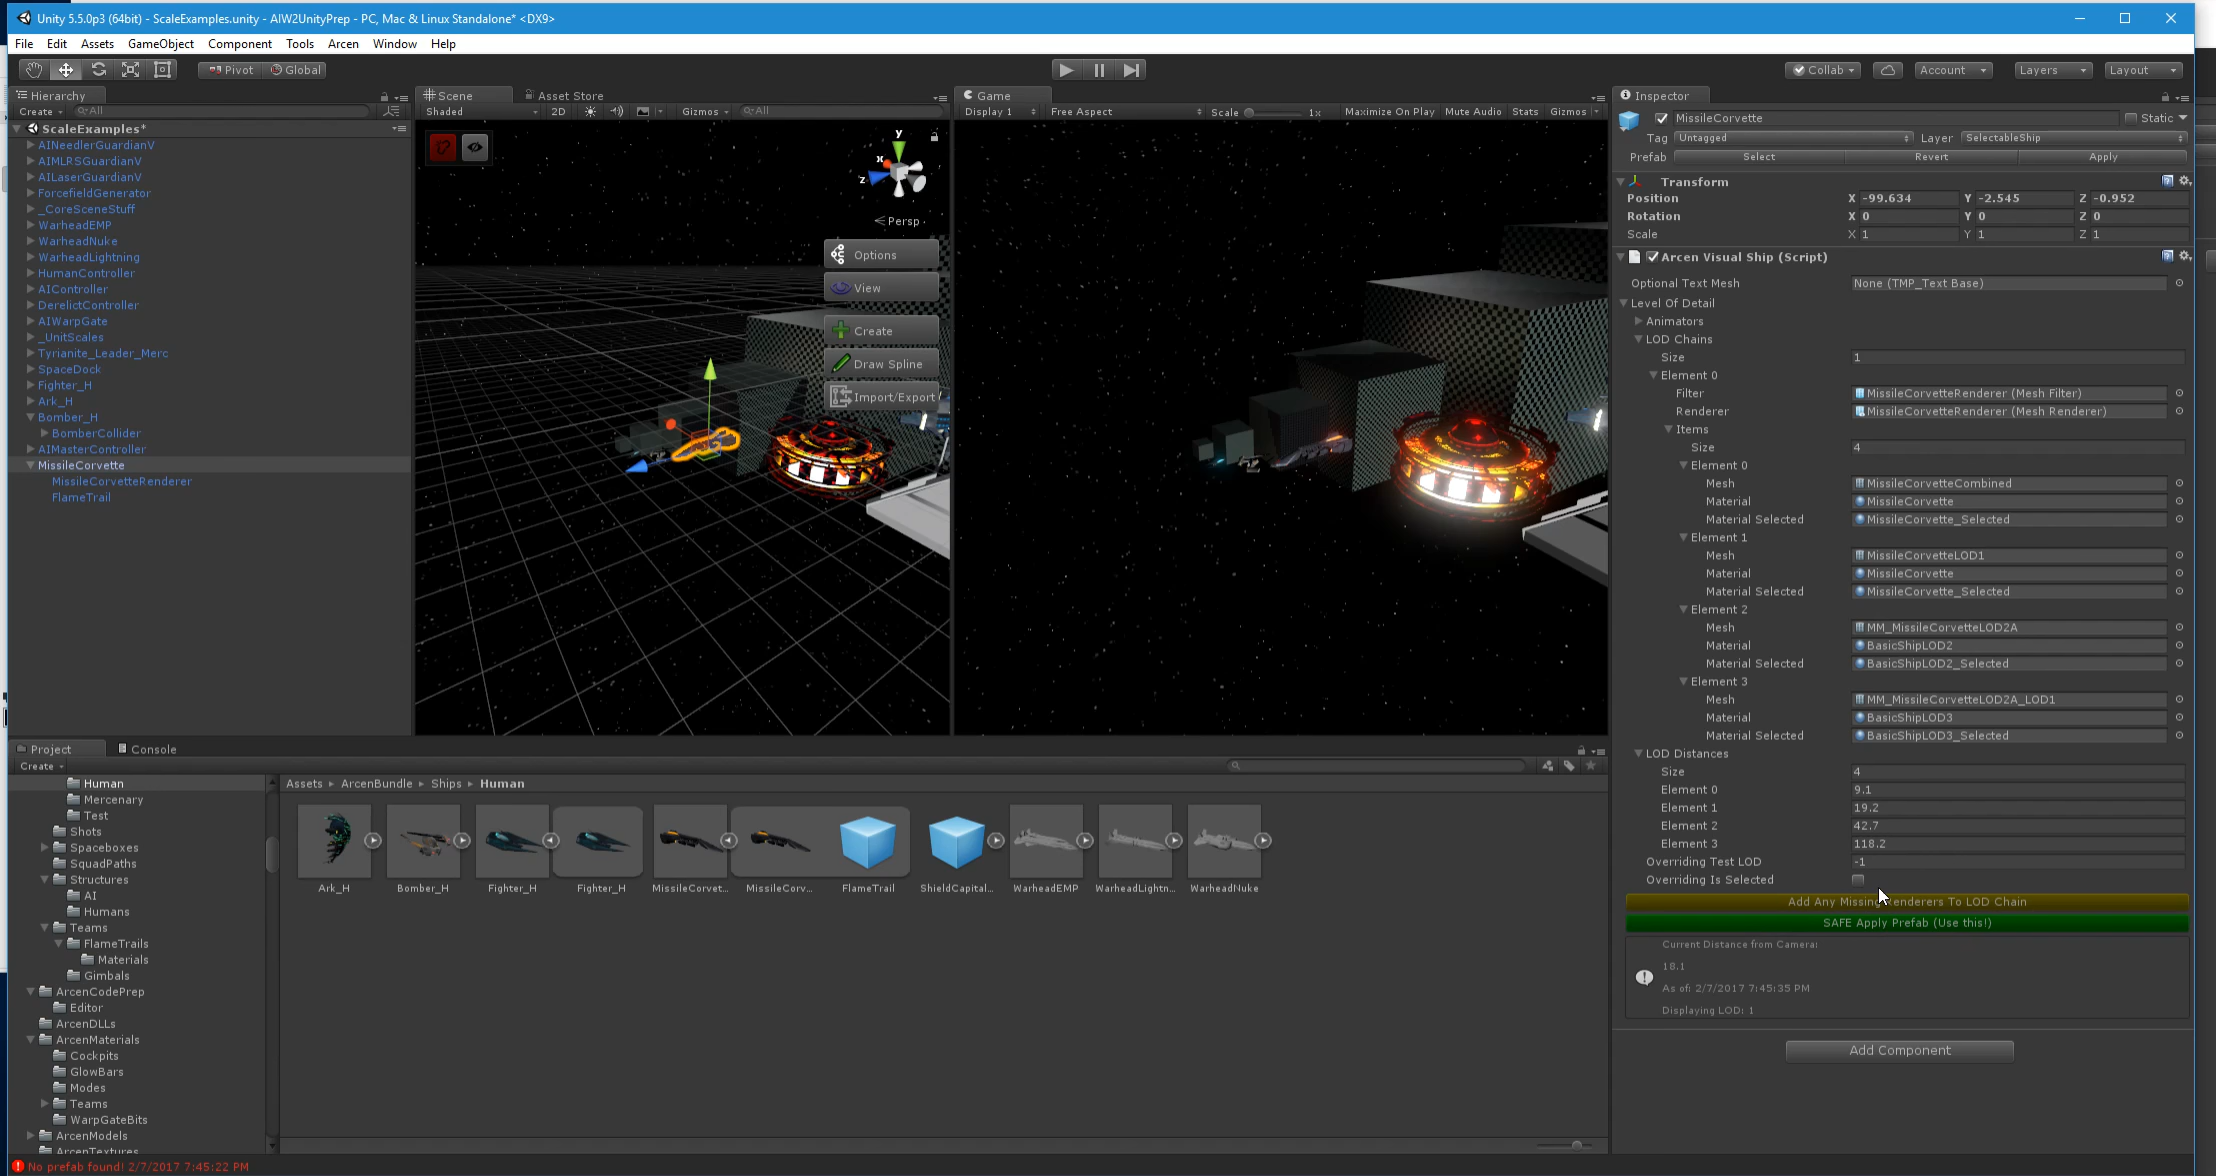 Unity 5.5.0p3 (64bit) - ScaleExamples.unity - AIW2UnityPrep - PC, Mac & Linux Standalone* <DX9>
File Edit Assets GameObject Component Tools Arcen Window Help
Pivot Global Collab Account Layers Layout
Hierarchy
Create All
ScaleExamples*
AINeedlerGuardianV
AIMLRSGuardianV
AILaserGuardianV
ForcefieldGenerator
_CoreSceneStuff
WarheadEMP
WarheadNuke
WarheadLightning
HumanController
AIController
DerelictController
AIWarpGate
_UnitScales
Tyrianite_Leader_Merc
SpaceDock
Fighter_H
Ark_H
Bomber_H
BomberCollider
AIMasterController
MissileCorvette
MissileCorvetteRenderer
FlameTrail
Scene Asset Store
Shaded 2D Gizmos All
y
x
z
Persp
Options
View
Create
Draw Spline
Import/Export
Game
Display 1 Free Aspect Scale 1x Maximize On Play Mute Audio Stats Gizmos
Inspector
MissileCorvette Static
Tag Untagged Layer SelectableShip
Prefab Select Revert Apply
Transform
Position X -99.634 Y -2.545 Z -0.952
Rotation X 0 Y 0 Z 0
Scale X 1 Y 1 Z 1
Arcen Visual Ship (Script)
Optional Text Mesh None (TMP_Text Base)
Level Of Detail
Animators
LOD Chains
Size 1
Element 0
Filter MissileCorvetteRenderer (Mesh Filter)
Renderer MissileCorvetteRenderer (Mesh Renderer)
Items
Size 4
Element 0
Mesh MissileCorvetteCombined
Material MissileCorvette
Material Selected MissileCorvette_Selected
Element 1
Mesh MissileCorvetteLOD1
Material MissileCorvette
Material Selected MissileCorvette_Selected
Element 2
Mesh MM_MissileCorvetteLOD2A
Material BasicShipLOD2
Material Selected BasicShipLOD2_Selected
Element 3
Mesh MM_MissileCorvetteLOD2A_LOD1
Material BasicShipLOD3
Material Selected BasicShipLOD3_Selected
LOD Distances
Size 4
Element 0 9.1
Element 1 19.2
Element 2 42.7
Element 3 118.2
Overriding Test LOD -1
Overriding Is Selected
Add Any Missing Renderers To LOD Chain
SAFE Apply Prefab (Use this!)
Current Distance from Camera:
18.1
As of: 2/7/2017 7:45:35 PM
Displaying LOD: 1
Add Component
Project Console
Create
Human
Mercenary
Test
Shots
Spaceboxes
SquadPaths
Structures
AI
Humans
Teams
FlameTrails
Materials
Gimbals
ArcenCodePrep
Editor
ArcenDLLs
ArcenMaterials
Cockpits
GlowBars
Modes
Teams
WarpGateBits
ArcenModels
ArcenTextures
Assets ArcenBundle Ships Human
Ark_H Bomber_H Fighter_H Fighter_H MissileCorvet... MissileCorv... FlameTrail ShieldCapital... WarheadEMP WarheadLightn... WarheadNuke
No prefab found! 2/7/2017 7:45:22 PM